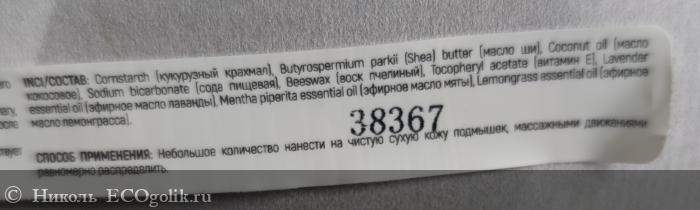 INCI/СОСТАВ: Cornstarch (кукурузный крахмал), Butyrospermium parkii (Shea) butter (масло ши), Coconut oil (масло
кокосовое), Sodium bicarbonate (сода пищевая), Beeswax (воск пчелиный), Tocopheryl acetate (витамин Е), Lavender
essential oil (эфирное масло лаванды), Mentha piperita essential oil (эфирное масло мяты), Lemongrass essential oil (эфирное
масло лемонграсса).
38367
СПОСОБ ПРИМЕНЕНИЯ: Небольшое количество нанести на чистую сухую кожу подмышек, массажными движениями
равномерно распределить.
© Николь ECOgolik.ru